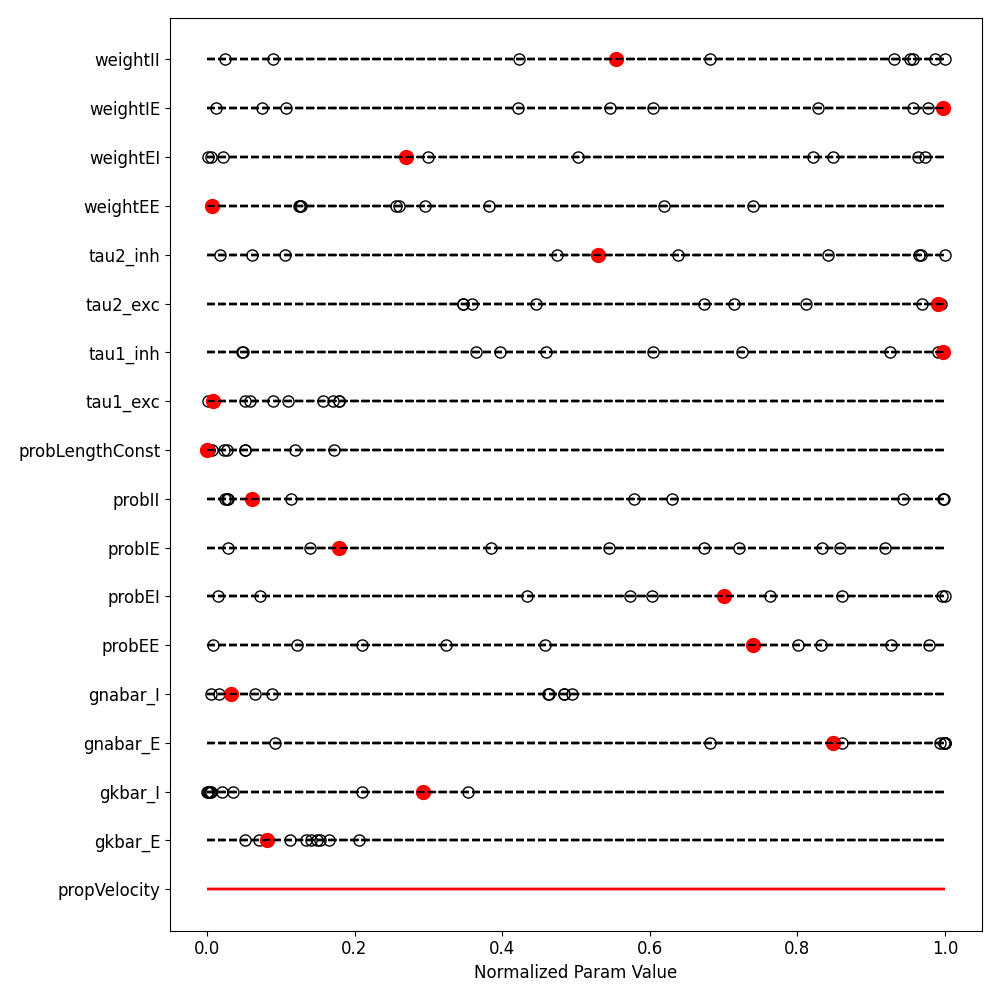 weightII
weightIE
weightEI
weightEE
tau2_inh
tau2_exc
tau1_inh
tau1_exc
probLengthConst
probII
probIE
probEI
probEE
gnabar_I
gnabar_E
gkbar_I
gkbar_E
propVelocity
0.0 0.2 0.4 0.6 0.8 1.0
Normalized Param Value